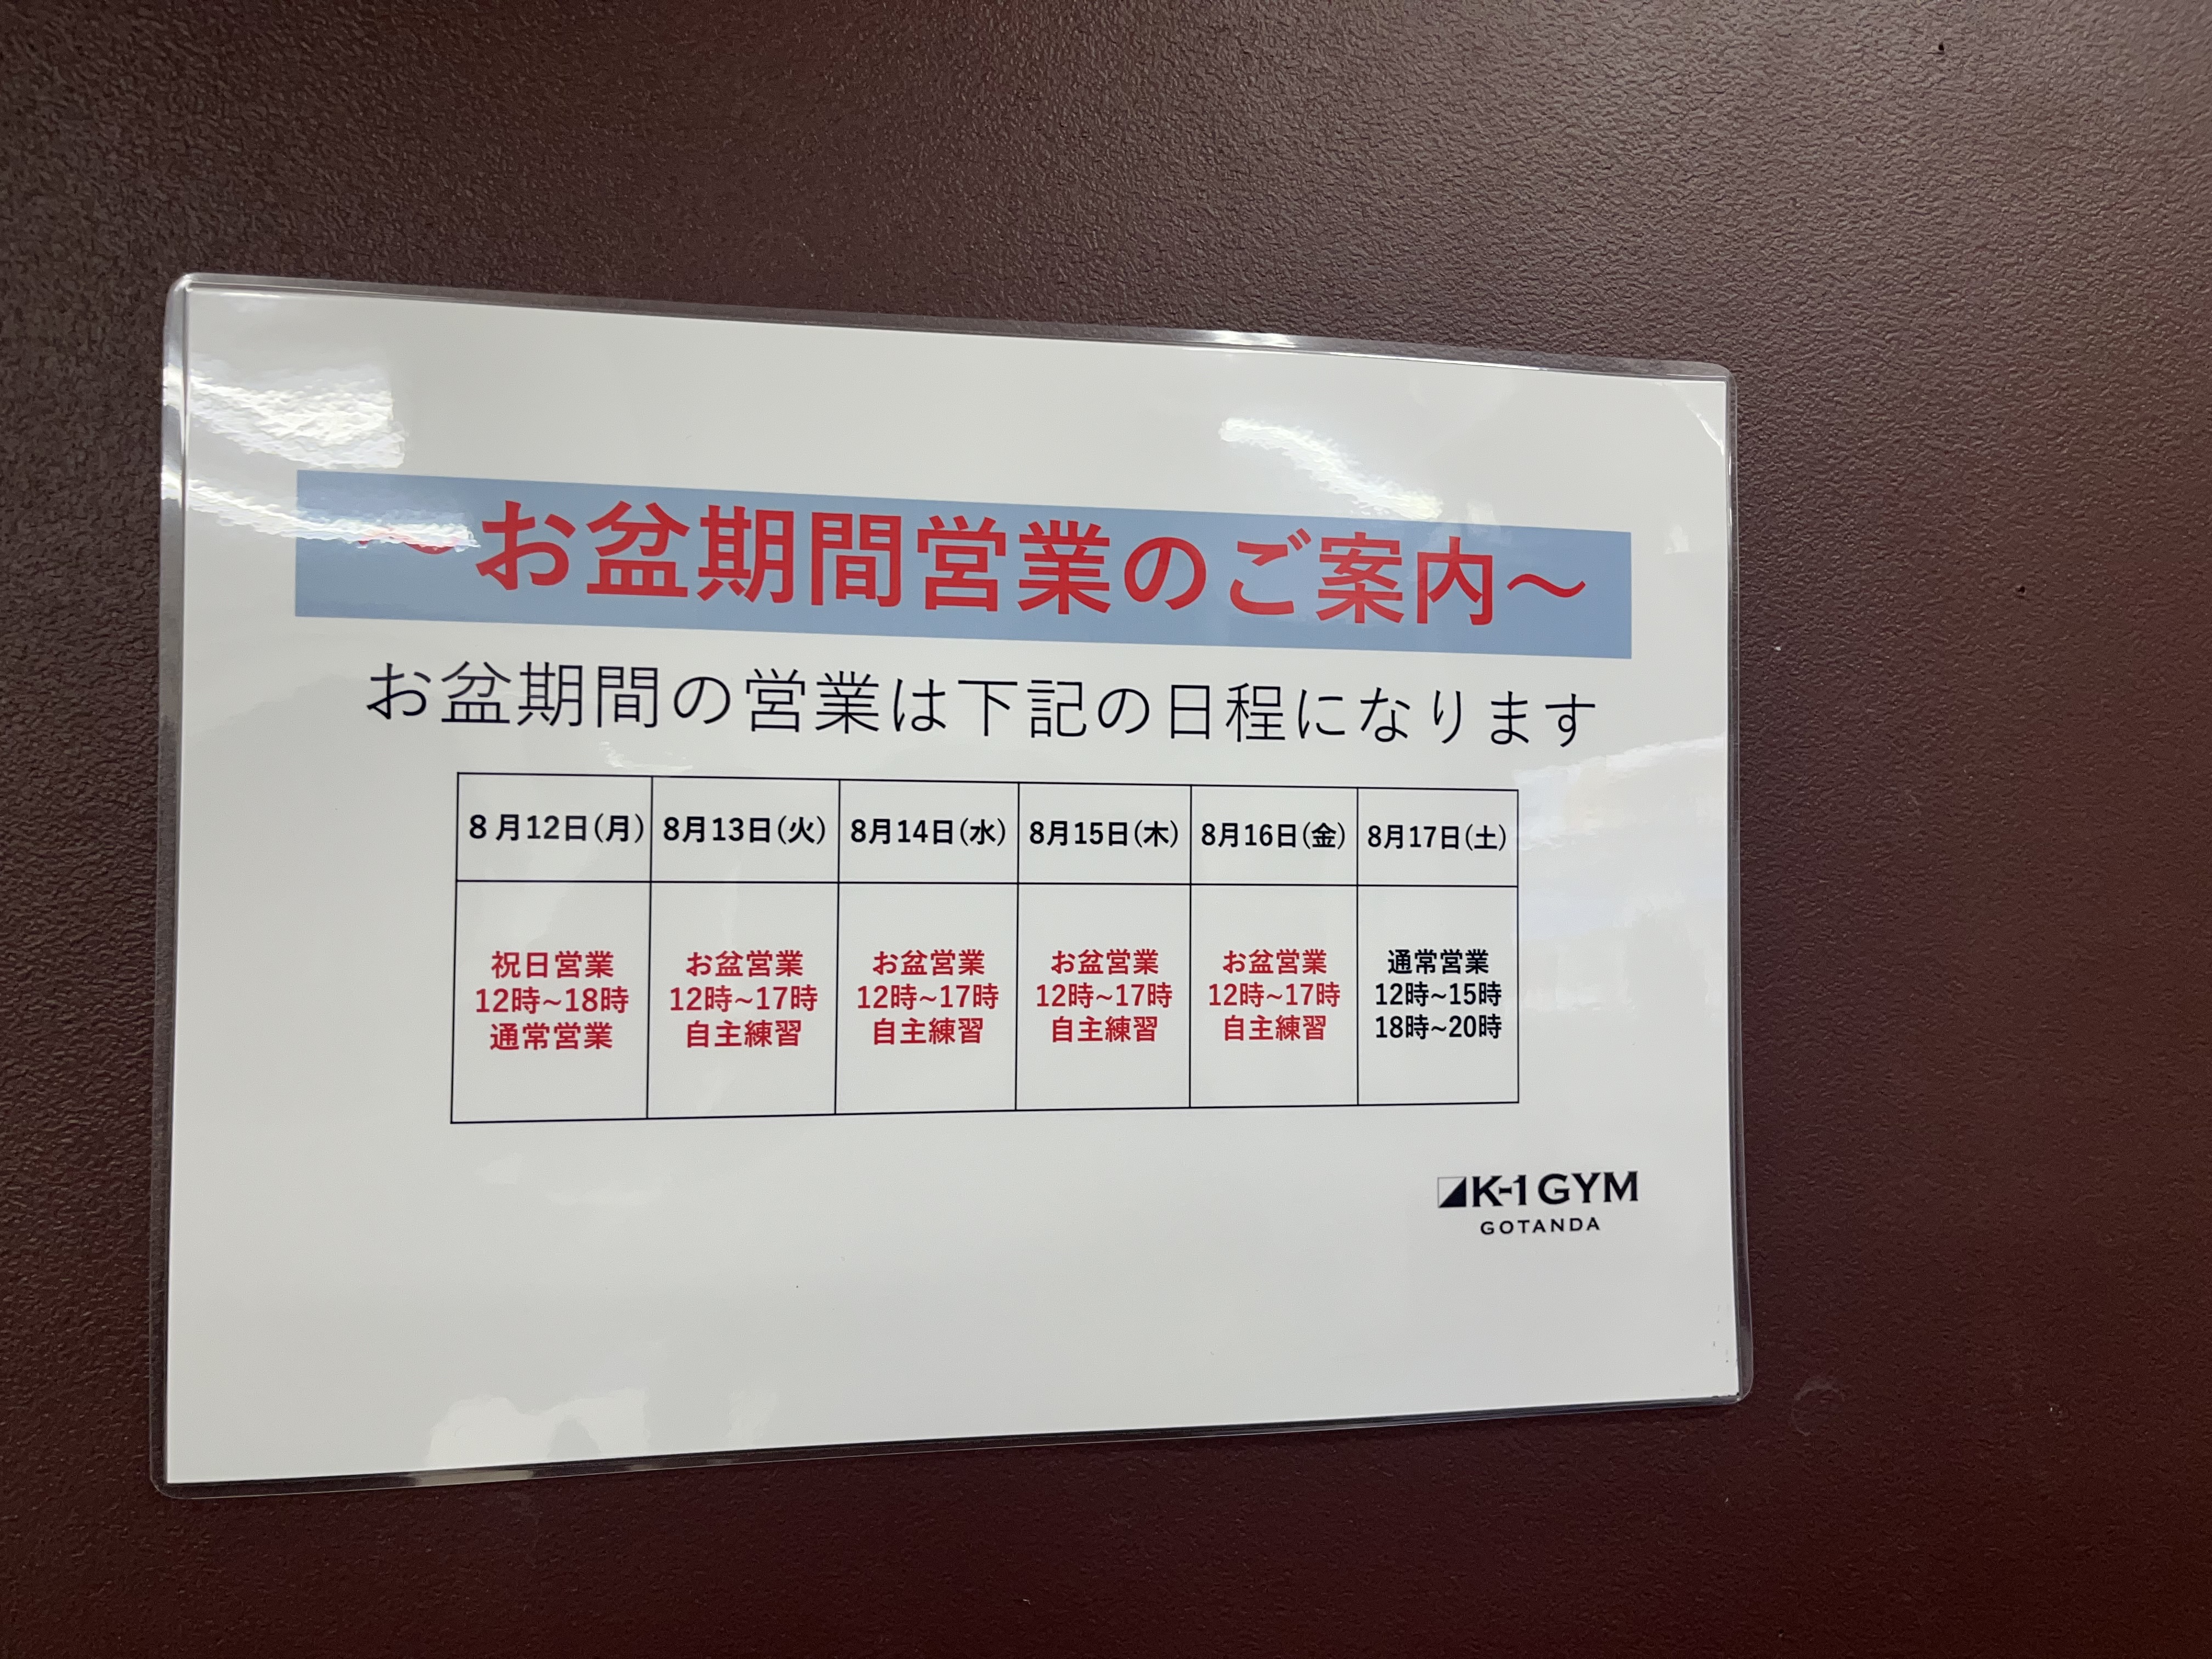 ～お盆期間営業のご案内～
お盆期間の営業は下記の日程になります
8月12日(月) 8月13日(火) 8月14日(水) 8月15日(木) 8月16日(金) 8月17日(土)
祝日営業 お盆営業 お盆営業 お盆営業 お盆営業 通常営業
12時~18時 12時~17時 12時~17時 12時~17時 12時~17時 12時~15時
通常営業 自主練習 自主練習 自主練習 自主練習 18時~20時
K-1 GYM
GOTANDA